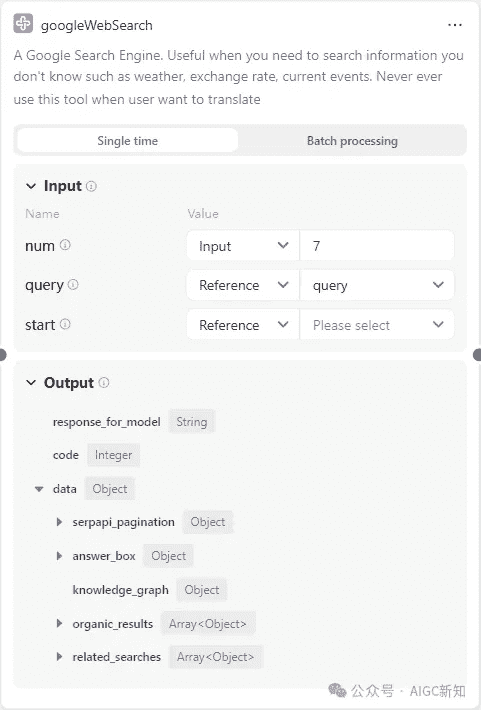 googleWebSearch ...
A Google Search Engine. Useful when you need to search information you
don't know such as weather, exchange rate, current events. Never ever
use this tool when user want to translate
Single time Batch processing
Input
Name Value
num Input 7
query Reference query
start Reference Please select
Output
response_for_model String
code Integer
data Object
serpapi_pagination Object
answer_box Object
knowledge_graph Object
organic_results Array<Object>
related_searches Array<Object>
公众号 · AIGC新知